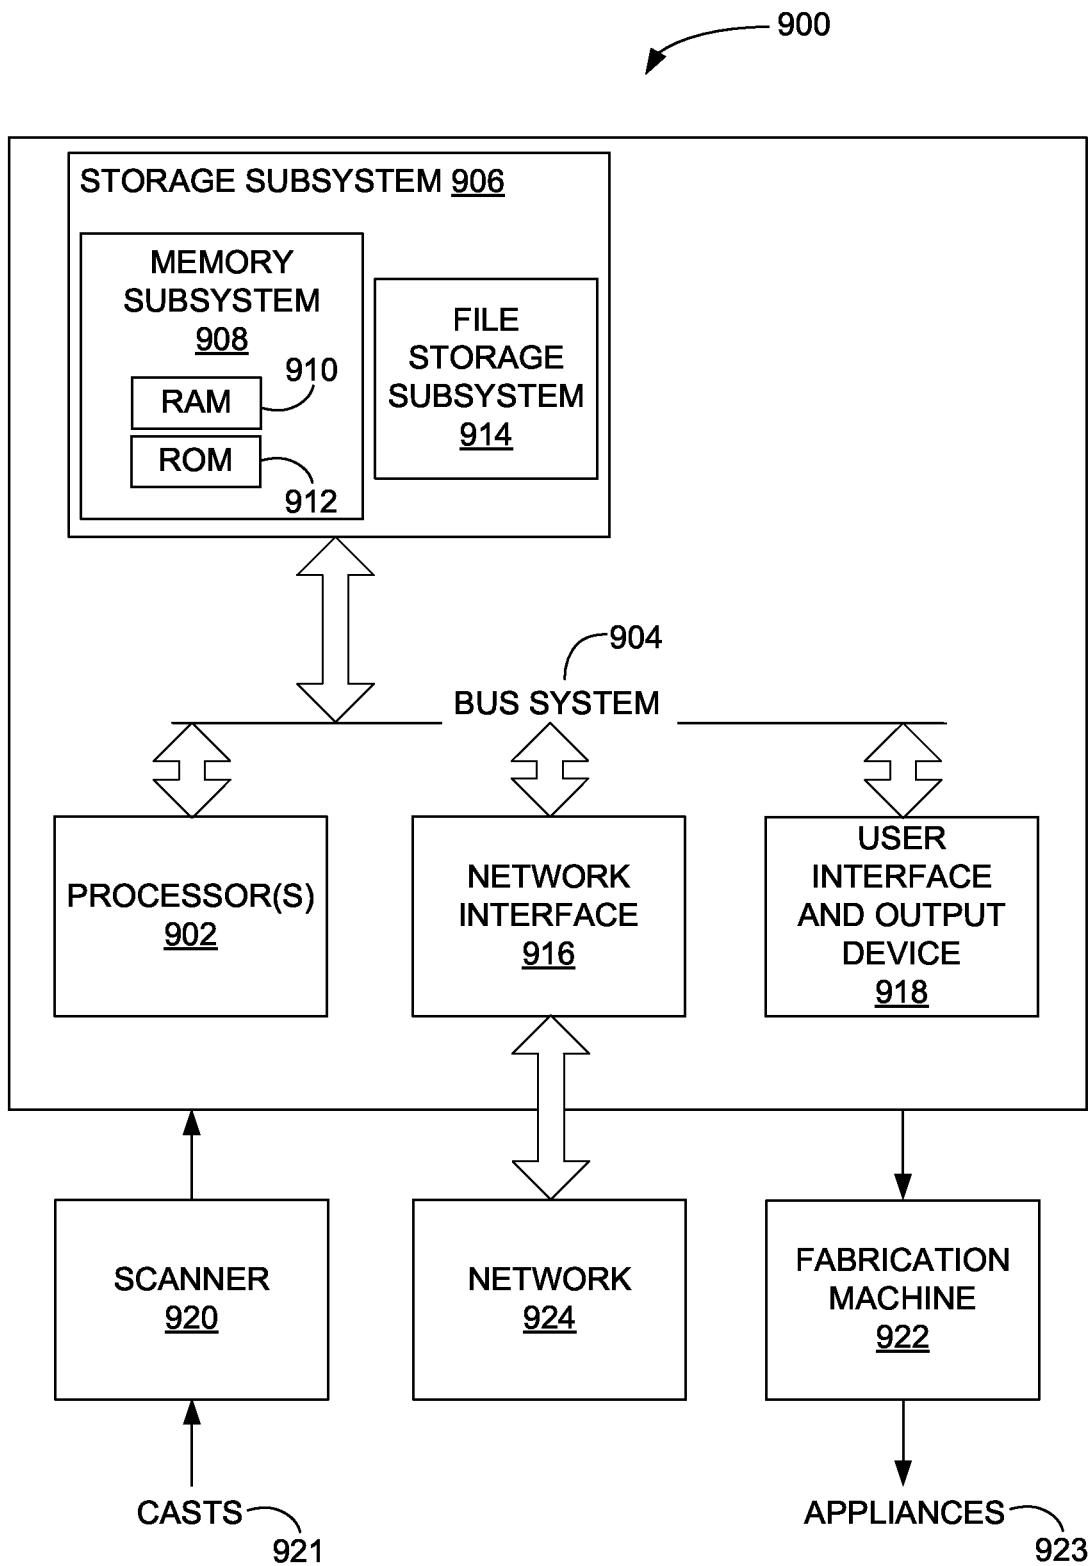 900
STORAGE SUBSYSTEM 906
MEMORY
SUBSYSTEM
908
910
RAM
ROM
912
FILE
STORAGE
SUBSYSTEM
914
904
BUS SYSTEM
PROCESSOR(S)
902
NETWORK
INTERFACE
916
USER
INTERFACE
AND OUTPUT
DEVICE
918
SCANNER
920
NETWORK
924
FABRICATION
MACHINE
922
CASTS
921
APPLIANCES
923